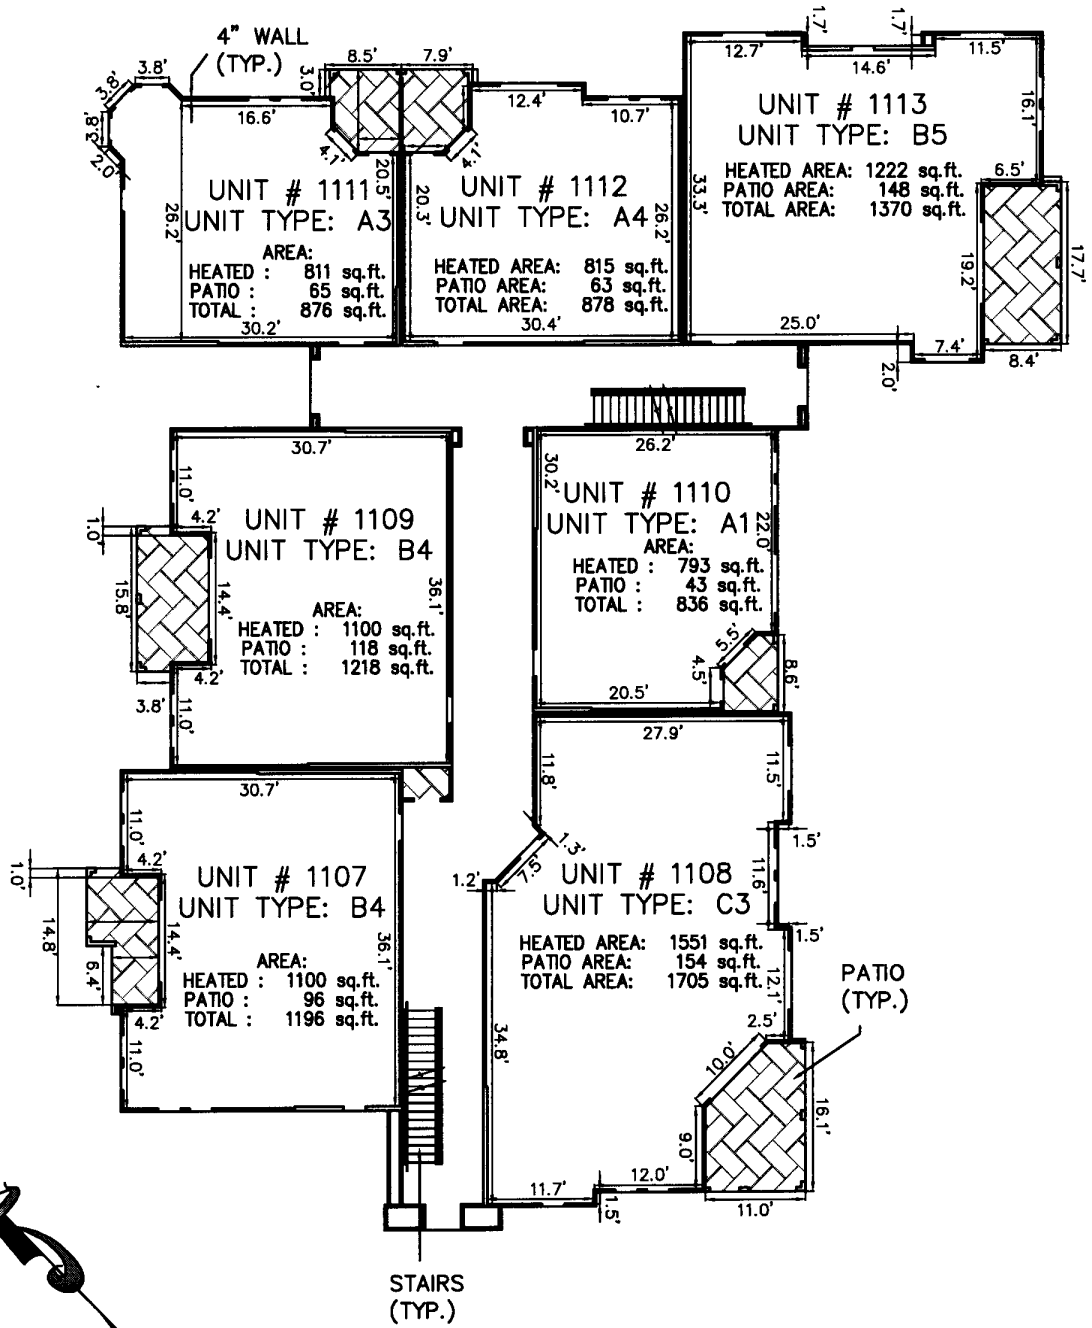 4" WALL
(TYP.)
3.8'
3.8'
3.8'
2.0'
16.6'
3.0'
8.5'
7.9'
4.1'
4.1'
20.5'
26.2'
UNIT # 1111
UNIT TYPE: A3
AREA:
HEATED : 811 sq.ft.
PATIO : 65 sq.ft.
TOTAL : 876 sq.ft.
30.2'
12.4'
10.7'
20.3'
26.2'
UNIT # 1112
UNIT TYPE: A4
HEATED AREA: 815 sq.ft.
PATIO AREA: 63 sq.ft.
TOTAL AREA: 878 sq.ft.
30.4'
12.7'
1.7'
1.7'
14.6'
11.5'
16.1'
33.3'
UNIT # 1113
UNIT TYPE: B5
HEATED AREA: 1222 sq.ft.
PATIO AREA: 148 sq.ft.
TOTAL AREA: 1370 sq.ft.
6.5'
19.2'
17.7'
25.0'
7.4'
8.4'
2.0'
30.7'
11.0'
1.0'
4.2'
UNIT # 1109
UNIT TYPE: B4
15.8'
14.4'
36.1'
AREA:
HEATED : 1100 sq.ft.
PATIO : 118 sq.ft.
TOTAL : 1218 sq.ft.
4.2'
3.8'
11.0'
26.2'
30.2'
UNIT # 1110
UNIT TYPE: A1
22.0'
AREA:
HEATED : 793 sq.ft.
PATIO : 43 sq.ft.
TOTAL : 836 sq.ft.
5.5'
4.5'
8.6'
20.5'
30.7'
11.0'
1.0'
4.2'
UNIT # 1107
UNIT TYPE: B4
14.8'
14.4'
6.4'
36.1'
AREA:
HEATED : 1100 sq.ft.
PATIO : 96 sq.ft.
TOTAL : 1196 sq.ft.
4.2'
11.0'
27.9'
11.8'
11.5'
1.3'
7.5'
1.2'
1.5'
11.6'
UNIT # 1108
UNIT TYPE: C3
1.5'
HEATED AREA: 1551 sq.ft.
PATIO AREA: 154 sq.ft.
TOTAL AREA: 1705 sq.ft.
12.1'
PATIO
(TYP.)
2.5'
10.0'
34.8'
16.1'
9.0'
11.7'
12.0'
1.5'
11.0'
STAIRS
(TYP.)